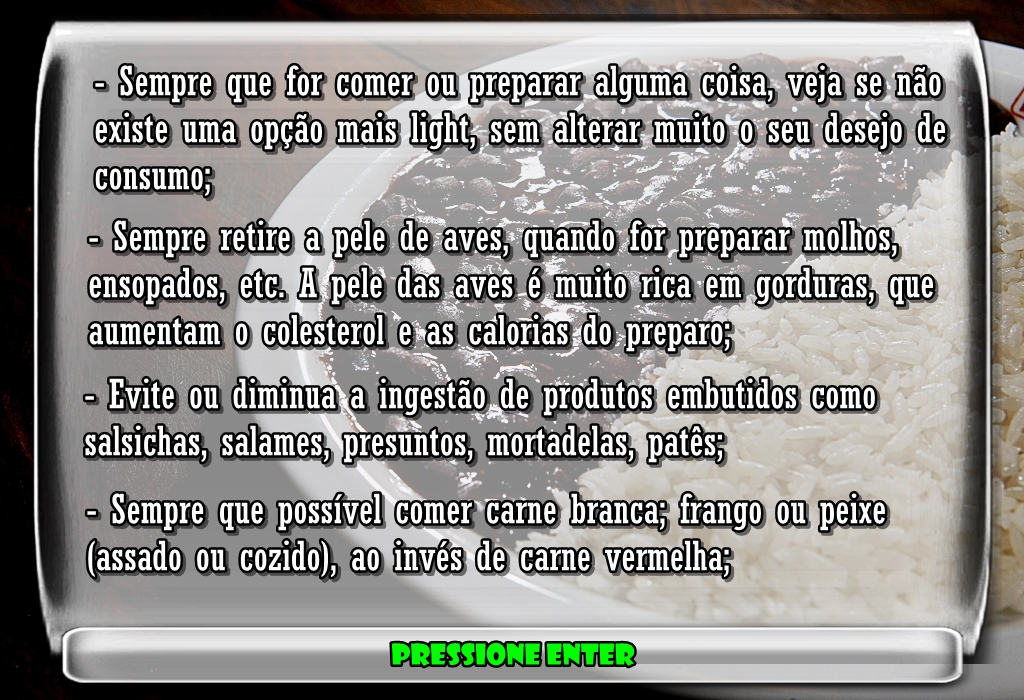 - Sempre que for comer ou preparar alguma coisa, veja se não
existe uma opção mais light, sem alterar muito o seu desejo de
consumo;
- Sempre retire a pele de aves, quando for preparar molhos,
ensopados, etc. A pele das aves é muito rica em gorduras, que
aumentam o colesterol e as calorias do preparo;
- Evite ou diminua a ingestão de produtos embutidos como
salsichas, salames, presuntos, mortadelas, patês;
- Sempre que possível comer carne branca; frango ou peixe
(assado ou cozido), ao invés de carne vermelha;
PRESSIONE ENTER